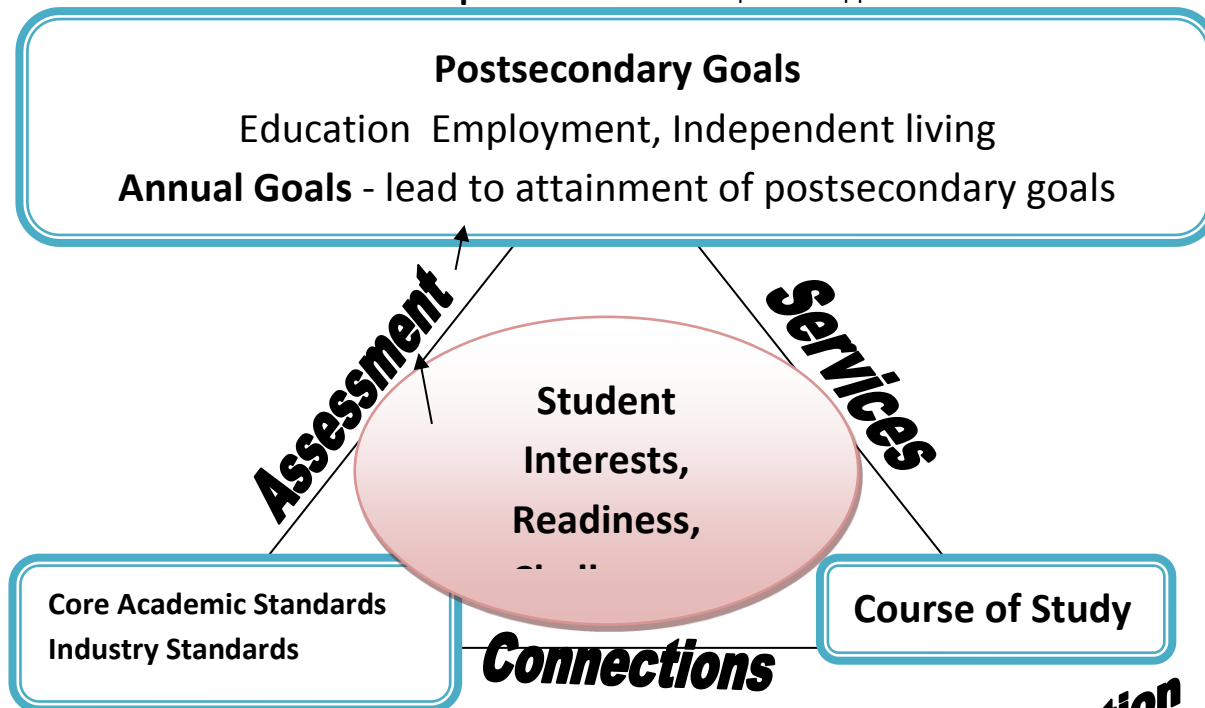 Postsecondary Goals
Education Employment, Independent living
Annual Goals - lead to attainment of postsecondary goals
Assessment
Services
Student
Interests,
Readiness,
Core Academic Standards
Industry Standards
Course of Study
Connections